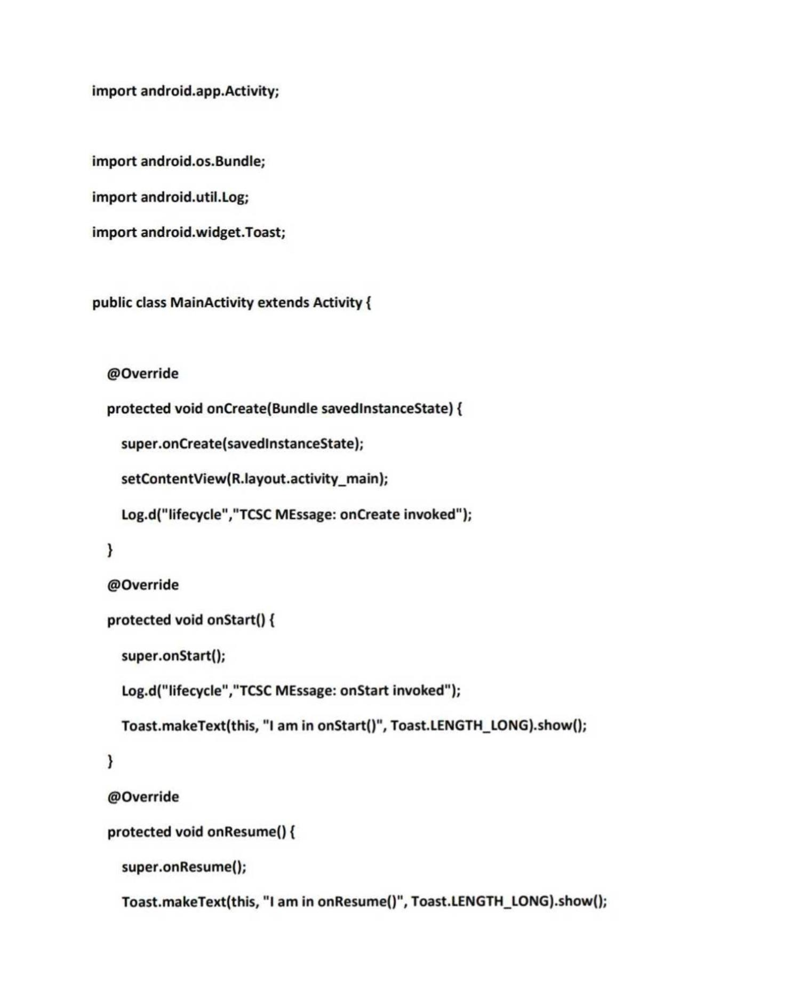 import android.app.Activity;
import android.os.Bundle;
import android.util.Log;
import android.widget.Toast;
public class MainActivity extends Activity {
@Override
protected void onCreate(Bundle savedInstanceState) {
super.onCreate(savedInstanceState);
setContentView(R.layout.activity_main);
Log.d("lifecycle","TCSC MEssage: onCreate invoked");
}
@Override
protected void onStart() {
super.onStart();
Log.d("lifecycle","TCSC MEssage: onStart invoked");
Toast.makeText(this, "I am in onStart()", Toast.LENGTH_LONG).show();
}
@Override
protected void onResume() {
super.onResume();
Toast.makeText(this, "I am in onResume()", Toast.LENGTH_LONG).show();